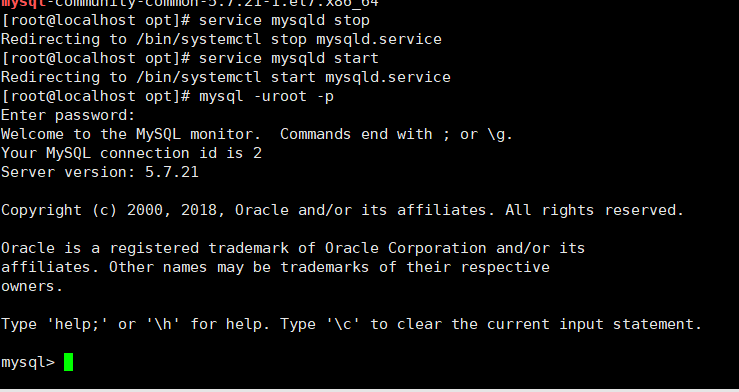 mysql-community-common-5.7.21-1.el7.x86_64
[root@localhost opt]# service mysqld stop
Redirecting to /bin/systemctl stop mysqld.service
[root@localhost opt]# service mysqld start
Redirecting to /bin/systemctl start mysqld.service
[root@localhost opt]# mysql -uroot -p
Enter password:
Welcome to the MySQL monitor.  Commands end with ; or \g.
Your MySQL connection id is 2
Server version: 5.7.21
Copyright (c) 2000, 2018, Oracle and/or its affiliates. All rights reserved.
Oracle is a registered trademark of Oracle Corporation and/or its
affiliates. Other names may be trademarks of their respective
owners.
Type 'help;' or '\h' for help. Type '\c' to clear the current input statement.
mysql>